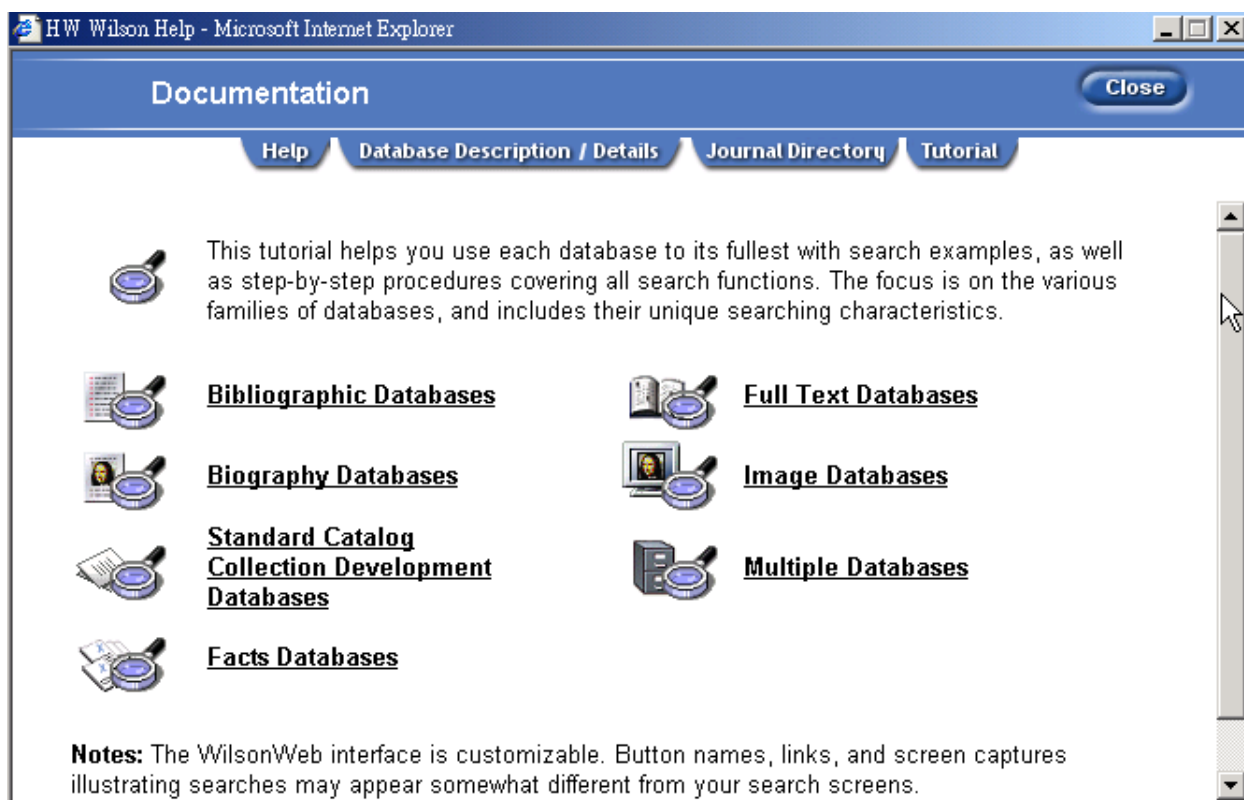 HW Wilson Help - Microsoft Internet Explorer
Documentation
Close
Help
Database Description / Details
Journal Directory
Tutorial
This tutorial helps you use each database to its fullest with search examples, as well
as step-by-step procedures covering all search functions. The focus is on the various
families of databases, and includes their unique searching characteristics.
Bibliographic Databases
Full Text Databases
Biography Databases
Image Databases
Standard Catalog
Collection Development
Databases
Multiple Databases
Facts Databases
Notes: The WilsonWeb interface is customizable. Button names, links, and screen captures
illustrating searches may appear somewhat different from your search screens.